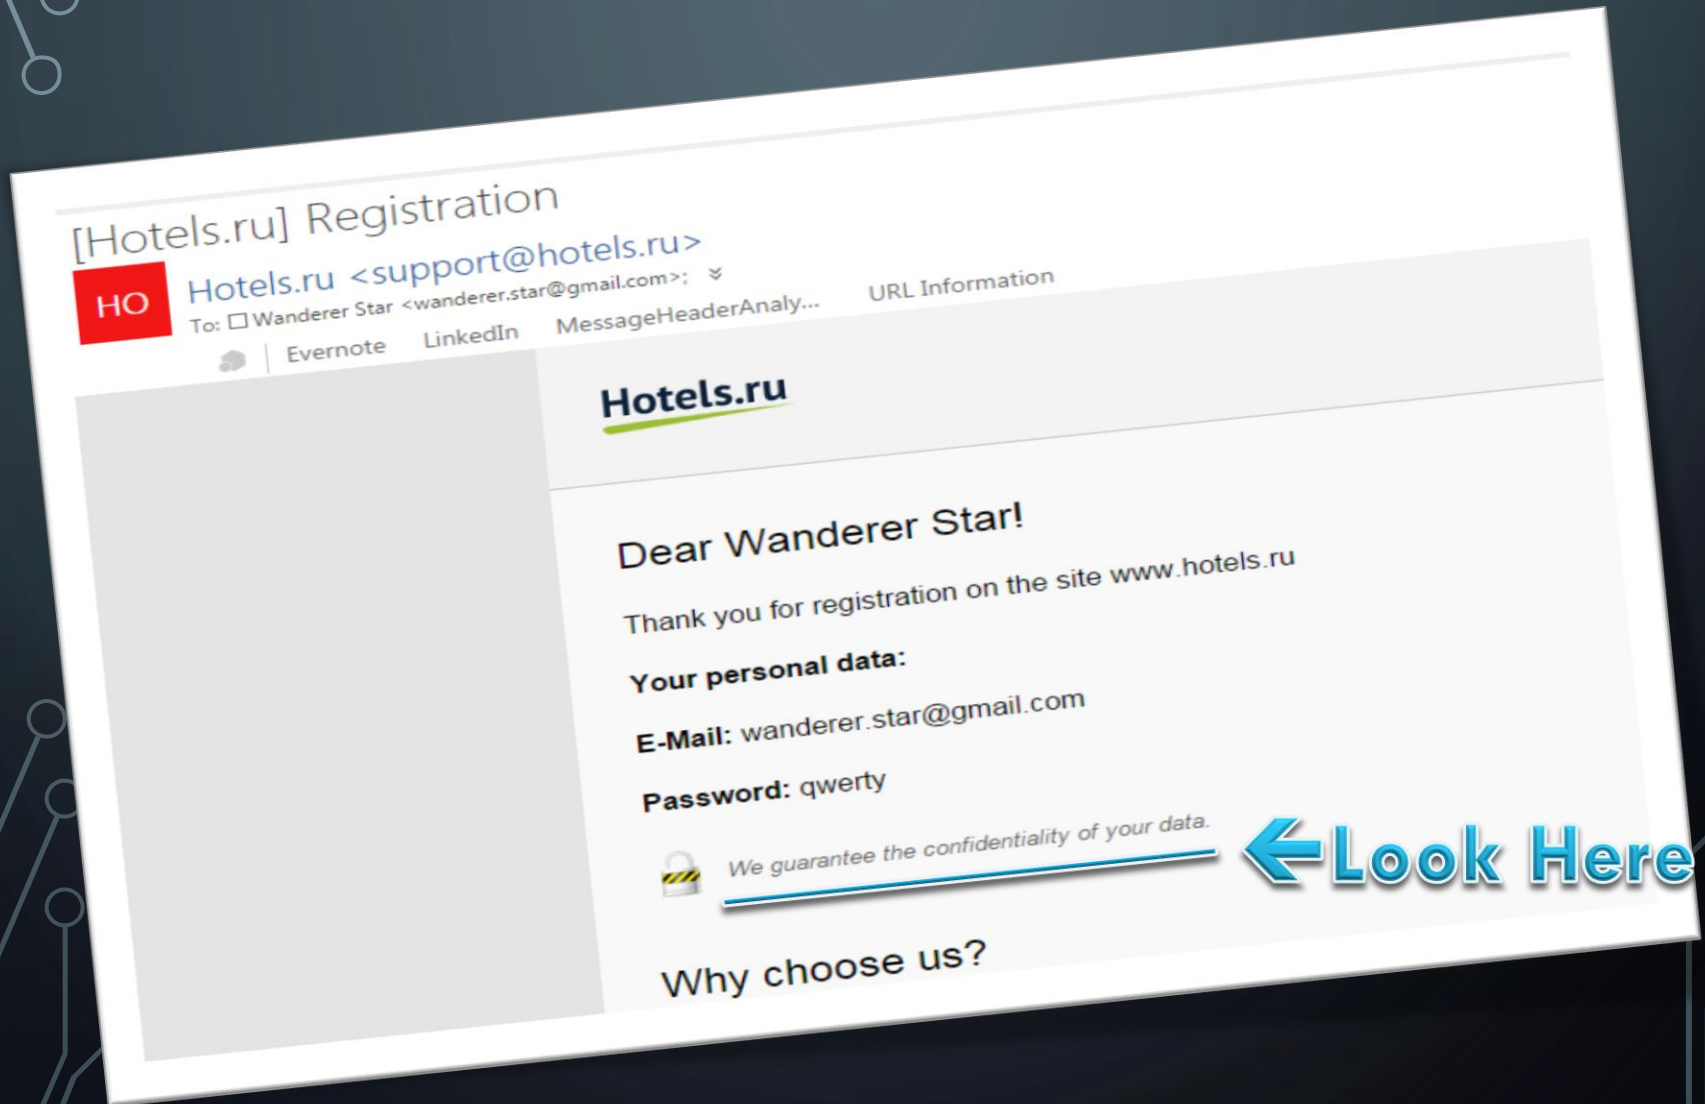 [Hotels.ru] Registration
HO
Hotels.ru <support@hotels.ru>
To: Wanderer Star <wanderer.star@gmail.com>;
Evernote LinkedIn MessageHeaderAnaly... URL Information
Hotels.ru
Dear Wanderer Star!
Thank you for registration on the site www.hotels.ru
Your personal data:
E-Mail: wanderer.star@gmail.com
Password: qwerty
We guarantee the confidentiality of your data.
Look Here
Why choose us?